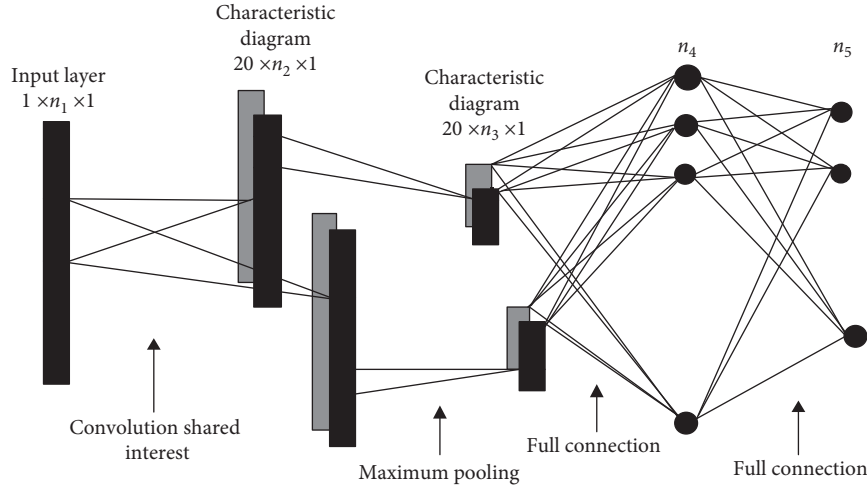 Input layer
1 ×n₁ ×1
Characteristic
diagram
20 ×n₂ ×1
Characteristic
diagram
20 ×n₃ ×1
n₄
n₅
Convolution shared
interest
Maximum pooling
Full connection
Full connection